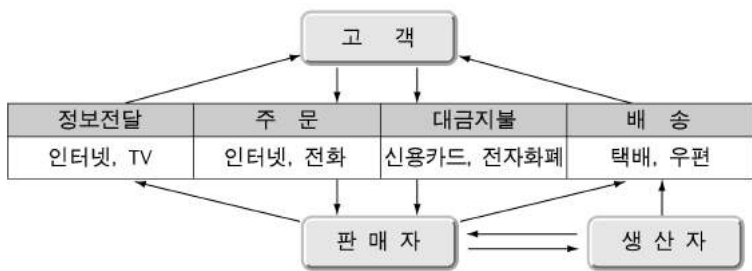 고 객
정보전달 주 문 대금지불 배 송
인터넷, TV 인터넷, 전화 신용카드, 전자화폐 택배, 우편
판 매 자 생 산 자